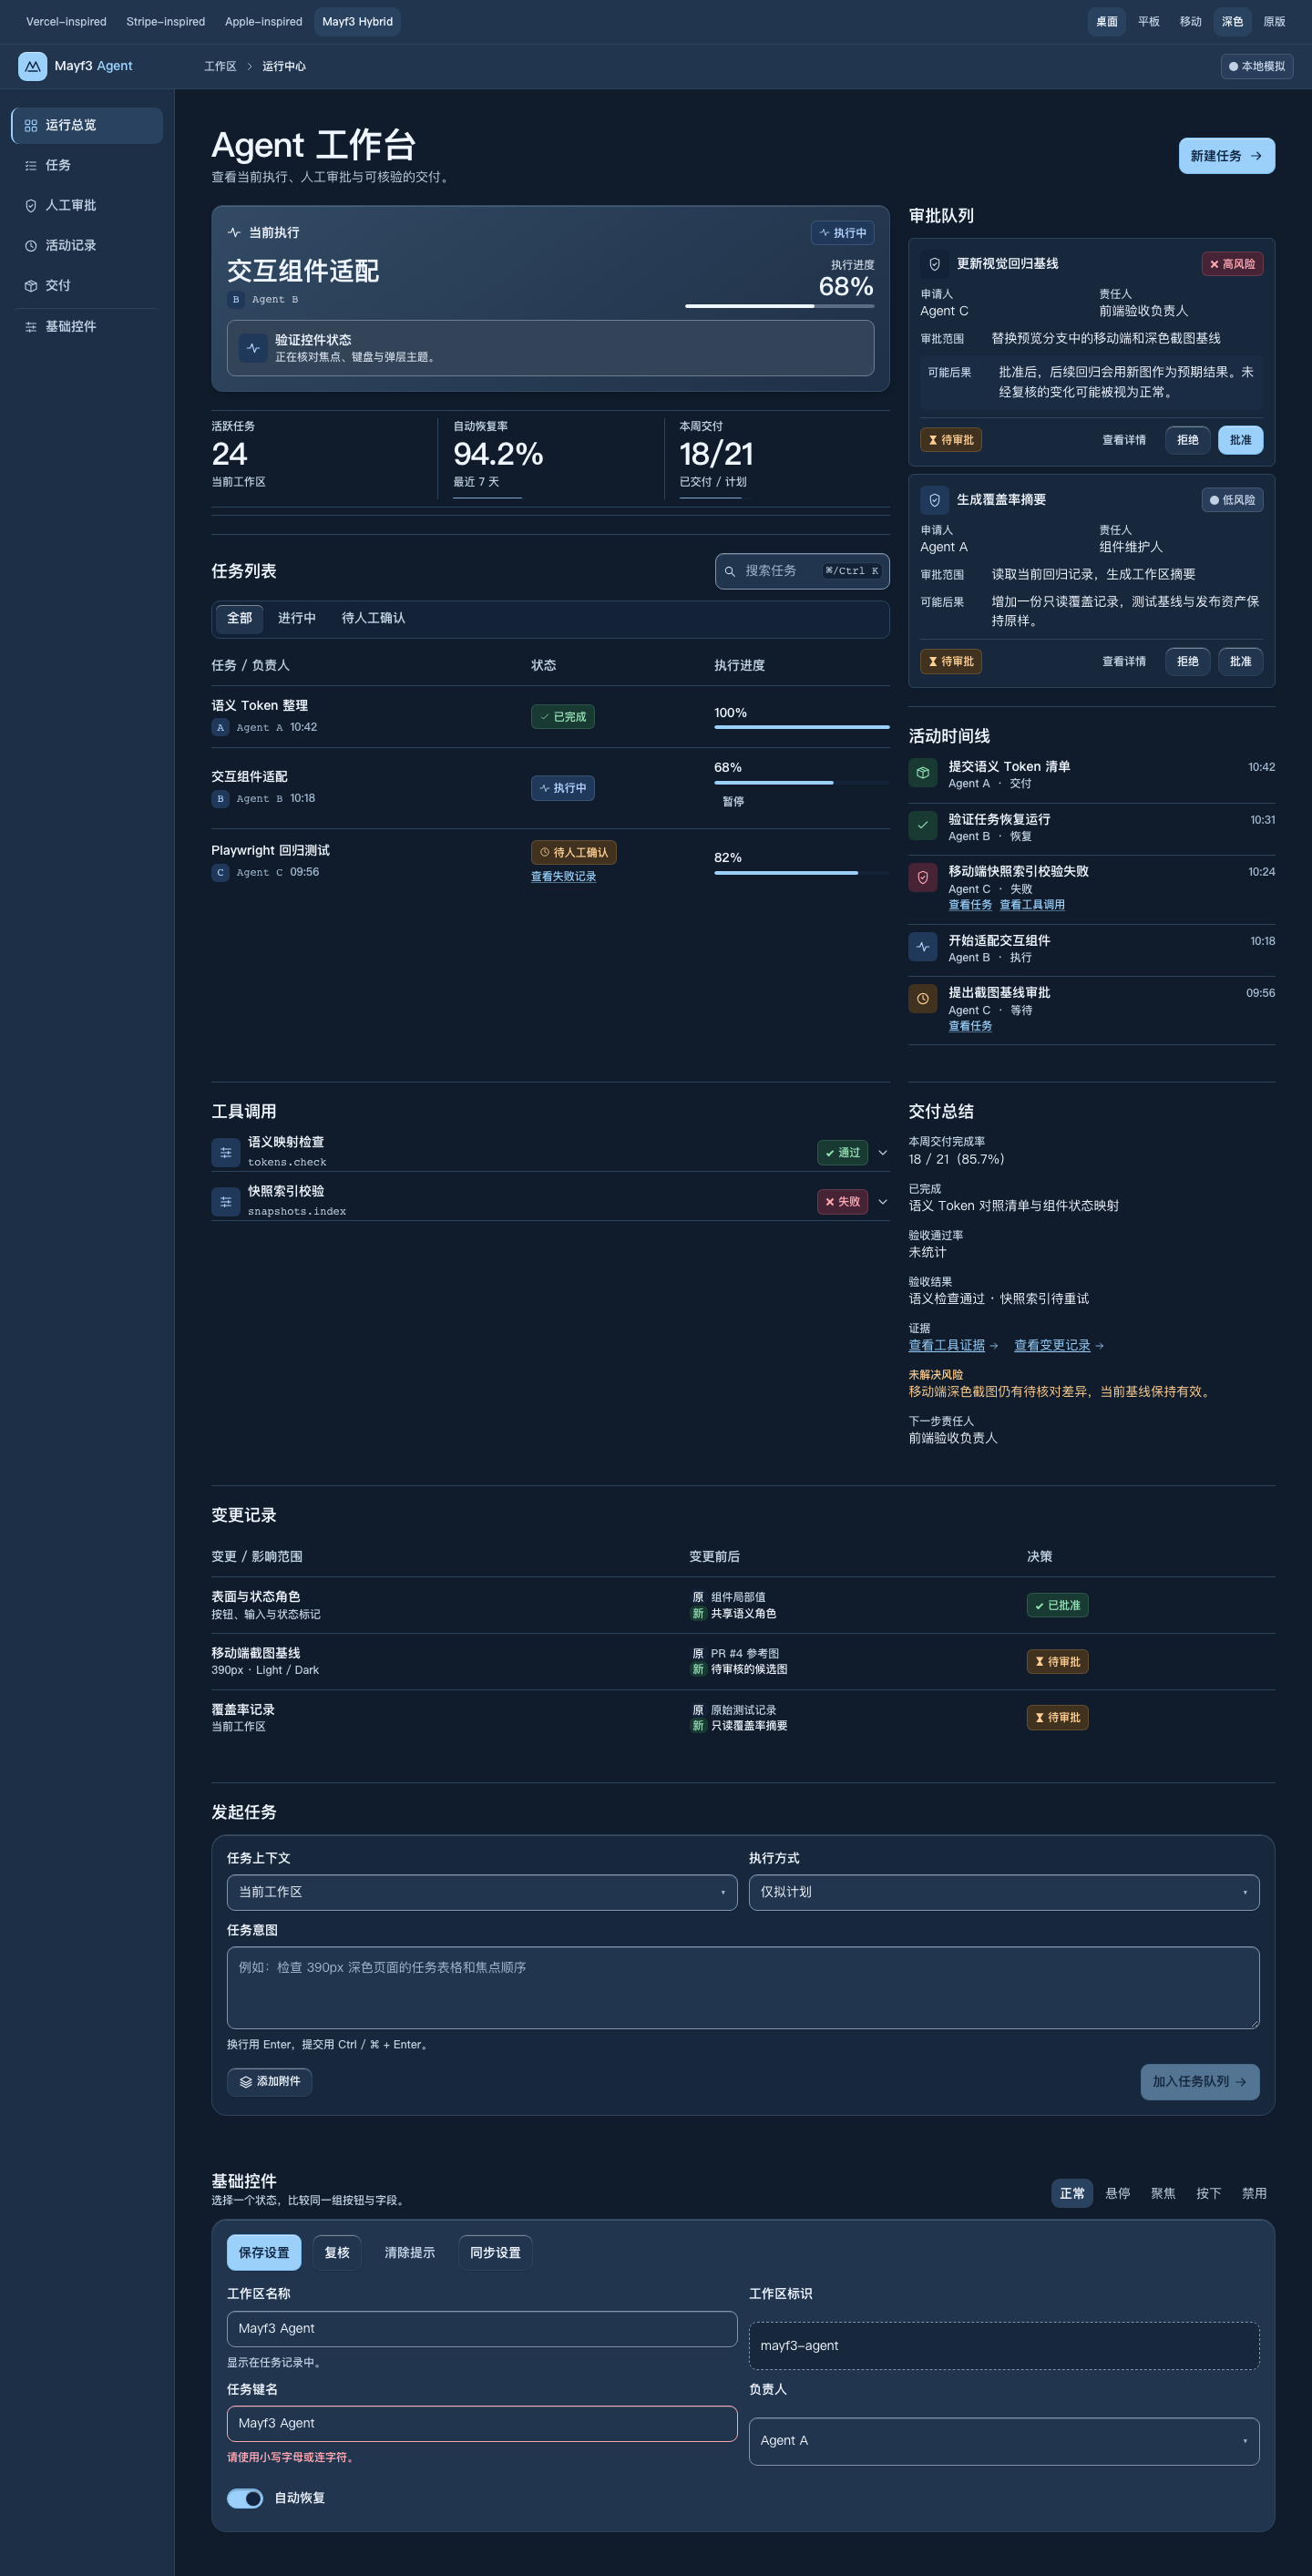 Vercel-inspired Stripe-inspired Apple-inspired Mayf3 Hybrid 桌面 平板 移动 深色 原版
Mayf3 Agent 工作区 > 运行中心 本地模拟
运行总览
任务
人工审批
活动记录
交付
基础控件
Agent 工作台
查看当前执行、人工审批与可核验的交付。
新建任务 →
当前执行 执行中
交互组件适配
B Agent B
执行进度
68%
验证控件状态
正在核对焦点、键盘与弹层主题。
活跃任务
24
当前工作区
自动恢复率
94.2%
最近 7 天
本周交付
18/21
已交付 / 计划
任务列表
搜索任务 ⌘/Ctrl K
全部 进行中 待人工确认
任务 / 负责人 状态 执行进度
语义 Token 整理
A Agent A 10:42
已完成
100%
交互组件适配
B Agent B 10:18
执行中
68%
暂停
Playwright 回归测试
C Agent C 09:56
待人工确认
查看失败记录
82%
审批队列
更新视觉回归基线 高风险
申请人 责任人
Agent C 前端验收负责人
审批范围 替换预览分支中的移动端和深色截图基线
可能后果 批准后，后续回归会用新图作为预期结果。未
经复核的变化可能被视为正常。
待审批 查看详情 拒绝 批准
生成覆盖率摘要 低风险
申请人 责任人
Agent A 组件维护人
审批范围 读取当前回归记录，生成工作区摘要
可能后果 增加一份只读覆盖记录，测试基线与发布资产保
持原样。
待审批 查看详情 拒绝 批准
活动时间线
提交语义 Token 清单 10:42
Agent A · 交付
验证任务恢复运行 10:31
Agent B · 恢复
移动端快照索引校验失败 10:24
Agent C · 失败
查看任务 查看工具调用
开始适配交互组件 10:18
Agent B · 执行
提出截图基线审批 09:56
Agent C · 等待
查看任务
工具调用
语义映射检查
tokens.check
通过
快照索引校验
snapshots.index
失败
交付总结
本周交付完成率
18 / 21（85.7%）
已完成
语义 Token 对照清单与组件状态映射
验收通过率
未统计
验收结果
语义检查通过 · 快照索引待重试
证据
查看工具证据 → 查看变更记录 →
未解决风险
移动端深色截图仍有待核对差异，当前基线保持有效。
下一步责任人
前端验收负责人
变更记录
变更 / 影响范围 变更前后 决策
表面与状态角色
按钮、输入与状态标记
原 组件局部值
新 共享语义角色
已批准
移动端截图基线
390px · Light / Dark
原 PR #4 参考图
新 待审核的候选图
待审批
覆盖率记录
当前工作区
原 原始测试记录
新 只读覆盖率摘要
待审批
发起任务
任务上下文 执行方式
当前工作区 仅拟计划
任务意图
例如：检查 390px 深色页面的任务表格和焦点顺序
换行用 Enter，提交用 Ctrl / ⌘ + Enter。
添加附件 加入任务队列 →
基础控件
选择一个状态，比较同一组按钮与字段。
正常 悬停 聚焦 按下 禁用
保存设置 复核 清除提示 同步设置
工作区名称 工作区标识
Mayf3 Agent mayf3-agent
显示在任务记录中。
任务键名 负责人
Mayf3 Agent Agent A
请使用小写字母或连字符。
自动恢复